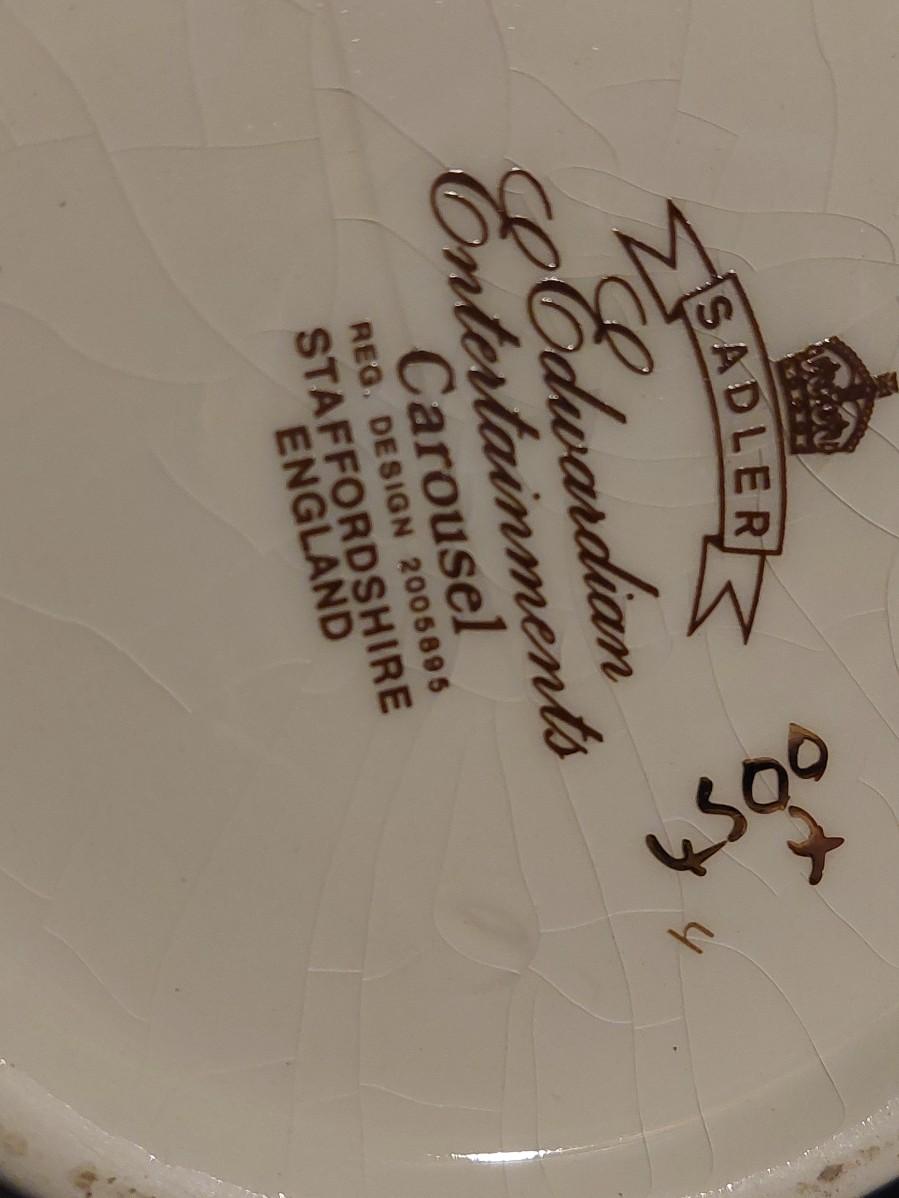 SADLER
Edwardian
Entertainments
Carousel
REG. DESIGN 2005895
STAFFORDSHIRE
ENGLAND